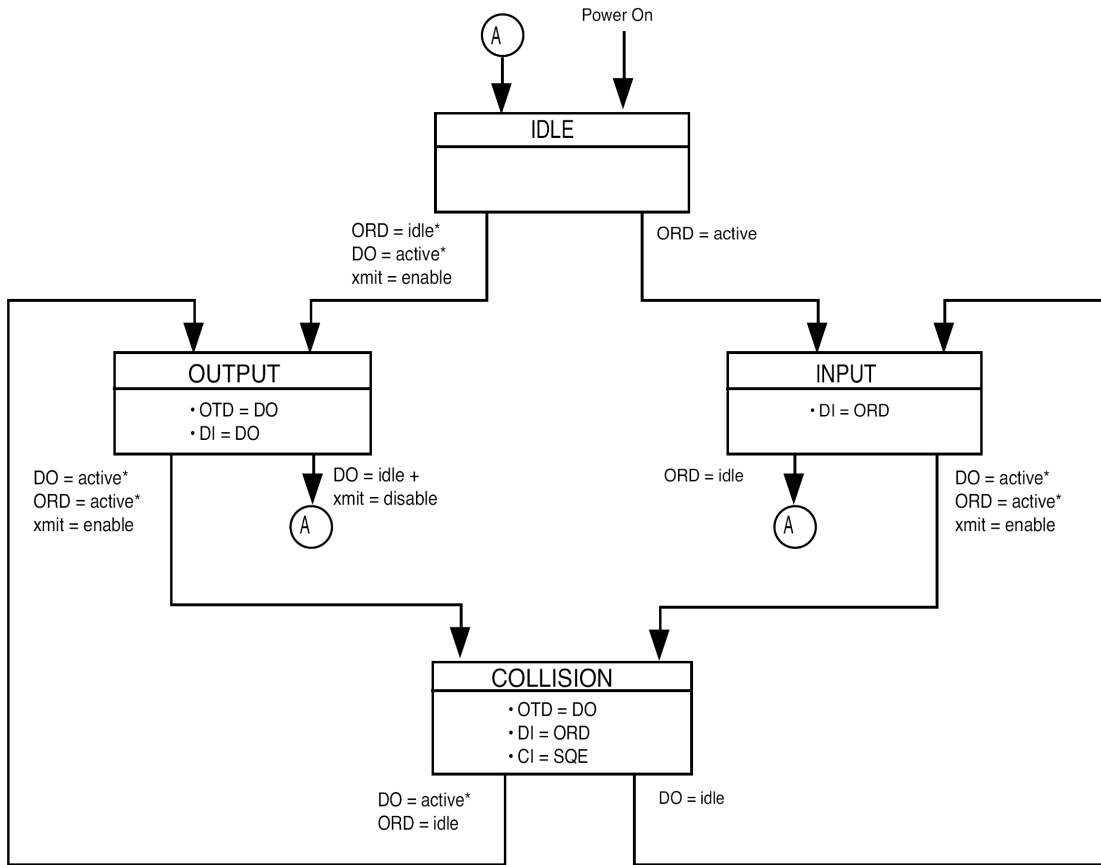 A
Power On
IDLE
ORD = idle*
DO = active*
xmit = enable
ORD = active
OUTPUT
• OTD = DO
• DI = DO
INPUT
• DI = ORD
DO = active*
ORD = active*
xmit = enable
DO = idle +
xmit = disable
A
ORD = idle
A
DO = active*
ORD = active*
xmit = enable
COLLISION
• OTD = DO
• DI = ORD
• CI = SQE
DO = active*
ORD = idle
DO = idle